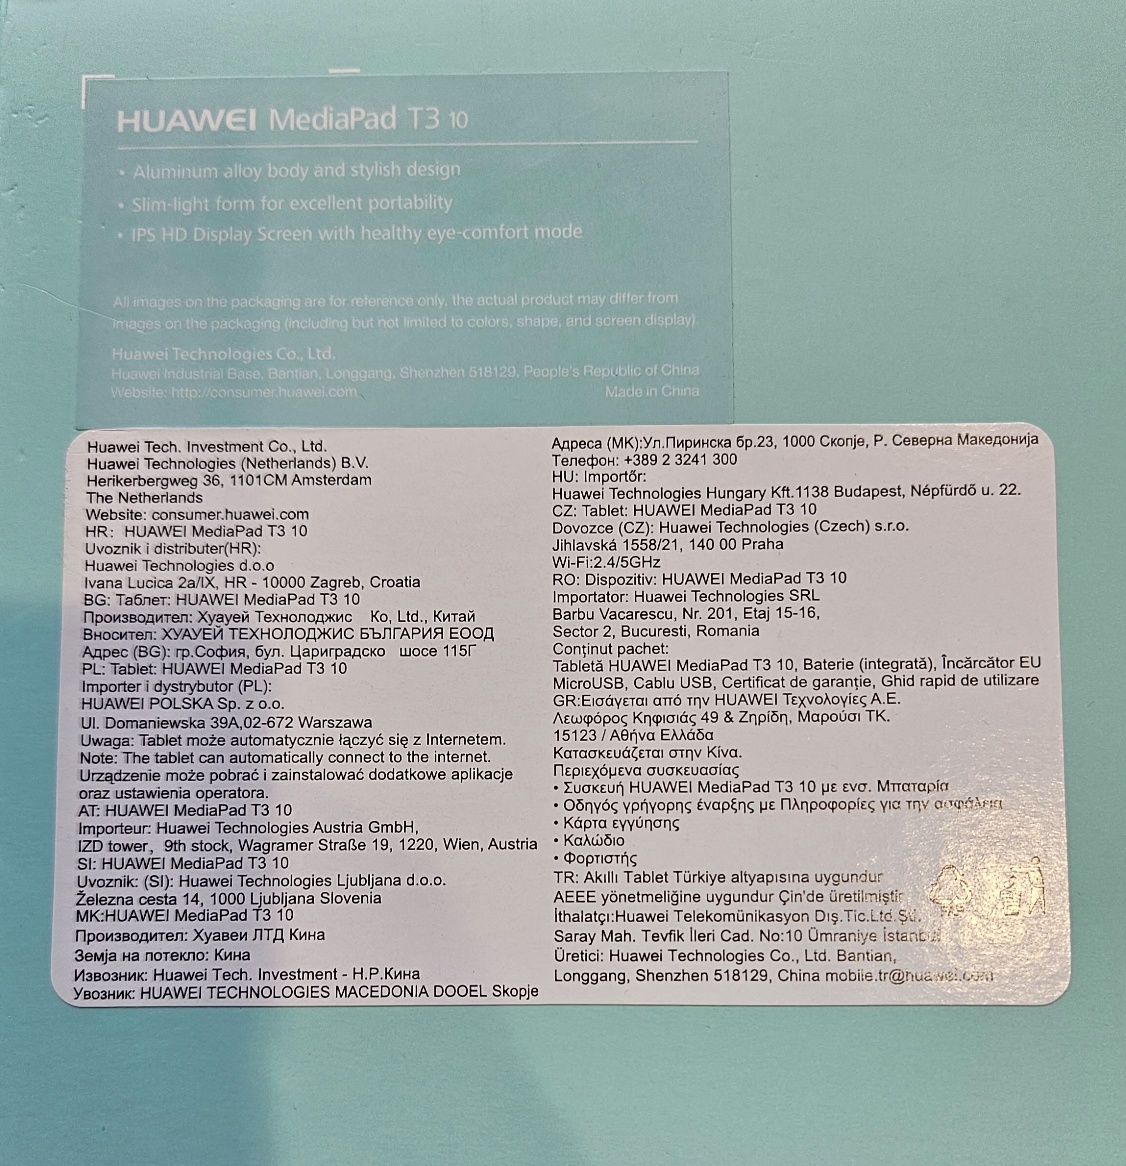 HUAWEI MediaPad T3 10
• Aluminum alloy body and stylish design
• Slim-light form for excellent portability
• IPS HD Display Screen with healthy eye-comfort mode
All images on the packaging are for reference only, the actual product may differ from
images on the packaging (including but not limited to colors, shape, and screen display).
Huawei Technologies Co., Ltd.
Huawei Industrial Base, Bantian, Longgang, Shenzhen 518129, People's Republic of China
Website: http://consumer.huawei.com
Made in China
Huawei Tech. Investment Co., Ltd.
Huawei Technologies (Netherlands) B.V.
Herikerbergweg 36, 1101CM Amsterdam
The Netherlands
Website: consumer.huawei.com
HR: HUAWEI MediaPad T3 10
Uvoznik i distributer(HR):
Huawei Technologies d.o.o
Ivana Lucica 2a/IX, HR - 10000 Zagreb, Croatia
BG: Таблет: HUAWEI MediaPad T3 10
Производител: Хуауей Технолоджис Ко, Ltd., Китай
Вносител: ХУАУЕЙ ТЕХНОЛОДЖИС БЪЛГАРИЯ ЕООД
Адрес (BG): гр.София, бул. Цариградско шосе 115Г
PL: Tablet: HUAWEI MediaPad T3 10
Importer i dystrybutor (PL):
HUAWEI POLSKA Sp. z o.o.
Ul. Domaniewska 39A,02-672 Warszawa
Uwaga: Tablet może automatycznie łączyć się z Internetem.
Note: The tablet can automatically connect to the internet.
Urządzenie może pobrać i zainstalować dodatkowe aplikacje
oraz ustawienia operatora.
AT: HUAWEI MediaPad T3 10
Importeur: Huawei Technologies Austria GmbH,
IZD tower, 9th stock, Wagramer Straße 19, 1220, Wien, Austria
SI: HUAWEI MediaPad T3 10
Uvoznik: (SI): Huawei Technologies Ljubljana d.o.o.
Železna cesta 14, 1000 Ljubljana Slovenia
MK:HUAWEI MediaPad T3 10
Производител: Хуавеи ЛТД Кина
Земја на потекло: Кина
Извозник: Huawei Tech. Investment - Н.Р.Кина
Увозник: HUAWEI TECHNOLOGIES MACEDONIA DOOEL Skopje
Адреса (MK):Ул.Пиринска бр.23, 1000 Скопје, Р. Северна Македонија
Телефон: +389 2 3241 300
HU: Importőr:
Huawei Technologies Hungary Kft.1138 Budapest, Népfürdő u. 22.
CZ: Tablet: HUAWEI MediaPad T3 10
Dovozce (CZ): Huawei Technologies (Czech) s.r.o.
Jihlavská 1558/21, 140 00 Praha
Wi-Fi:2.4/5GHz
RO: Dispozitiv: HUAWEI MediaPad T3 10
Importator: Huawei Technologies SRL
Barbu Vacarescu, Nr. 201, Etaj 15-16,
Sector 2, Bucuresti, Romania
Conținut pachet:
Tabletă HUAWEI MediaPad T3 10, Baterie (integrată), Încărcător EU
MicroUSB, Cablu USB, Certificat de garanție, Ghid rapid de utilizare
GR:Εισάγεται από την HUAWEI Τεχνολογίες Α.Ε.
Λεωφόρος Κηφισιάς 49 & Ζηρίδη, Μαρούσι ΤΚ.
15123 / Αθήνα Ελλάδα
Κατασκευάζεται στην Κίνα.
Περιεχόμενα συσκευασίας
• Συσκευή HUAWEI MediaPad T3 10 με ενσ. Μπαταρία
• Οδηγός γρήγορης έναρξης με Πληροφορίες για την ασφάλεια
• Κάρτα εγγύησης
• Καλώδιο
• Φορτιστής
TR: Akıllı Tablet Türkiye altyapısına uygundur
AEEE yönetmeliğine uygundur Çin'de üretilmiştir
İthalatçı:Huawei Telekomünikasyon Dış.Tic.Ltd.Şti.
Saray Mah. Tevfik İleri Cad. No:10 Ümraniye İstanbul
Üretici: Huawei Technologies Co., Ltd. Bantian,
Longgang, Shenzhen 518129, China mobile.tr@huawei.com